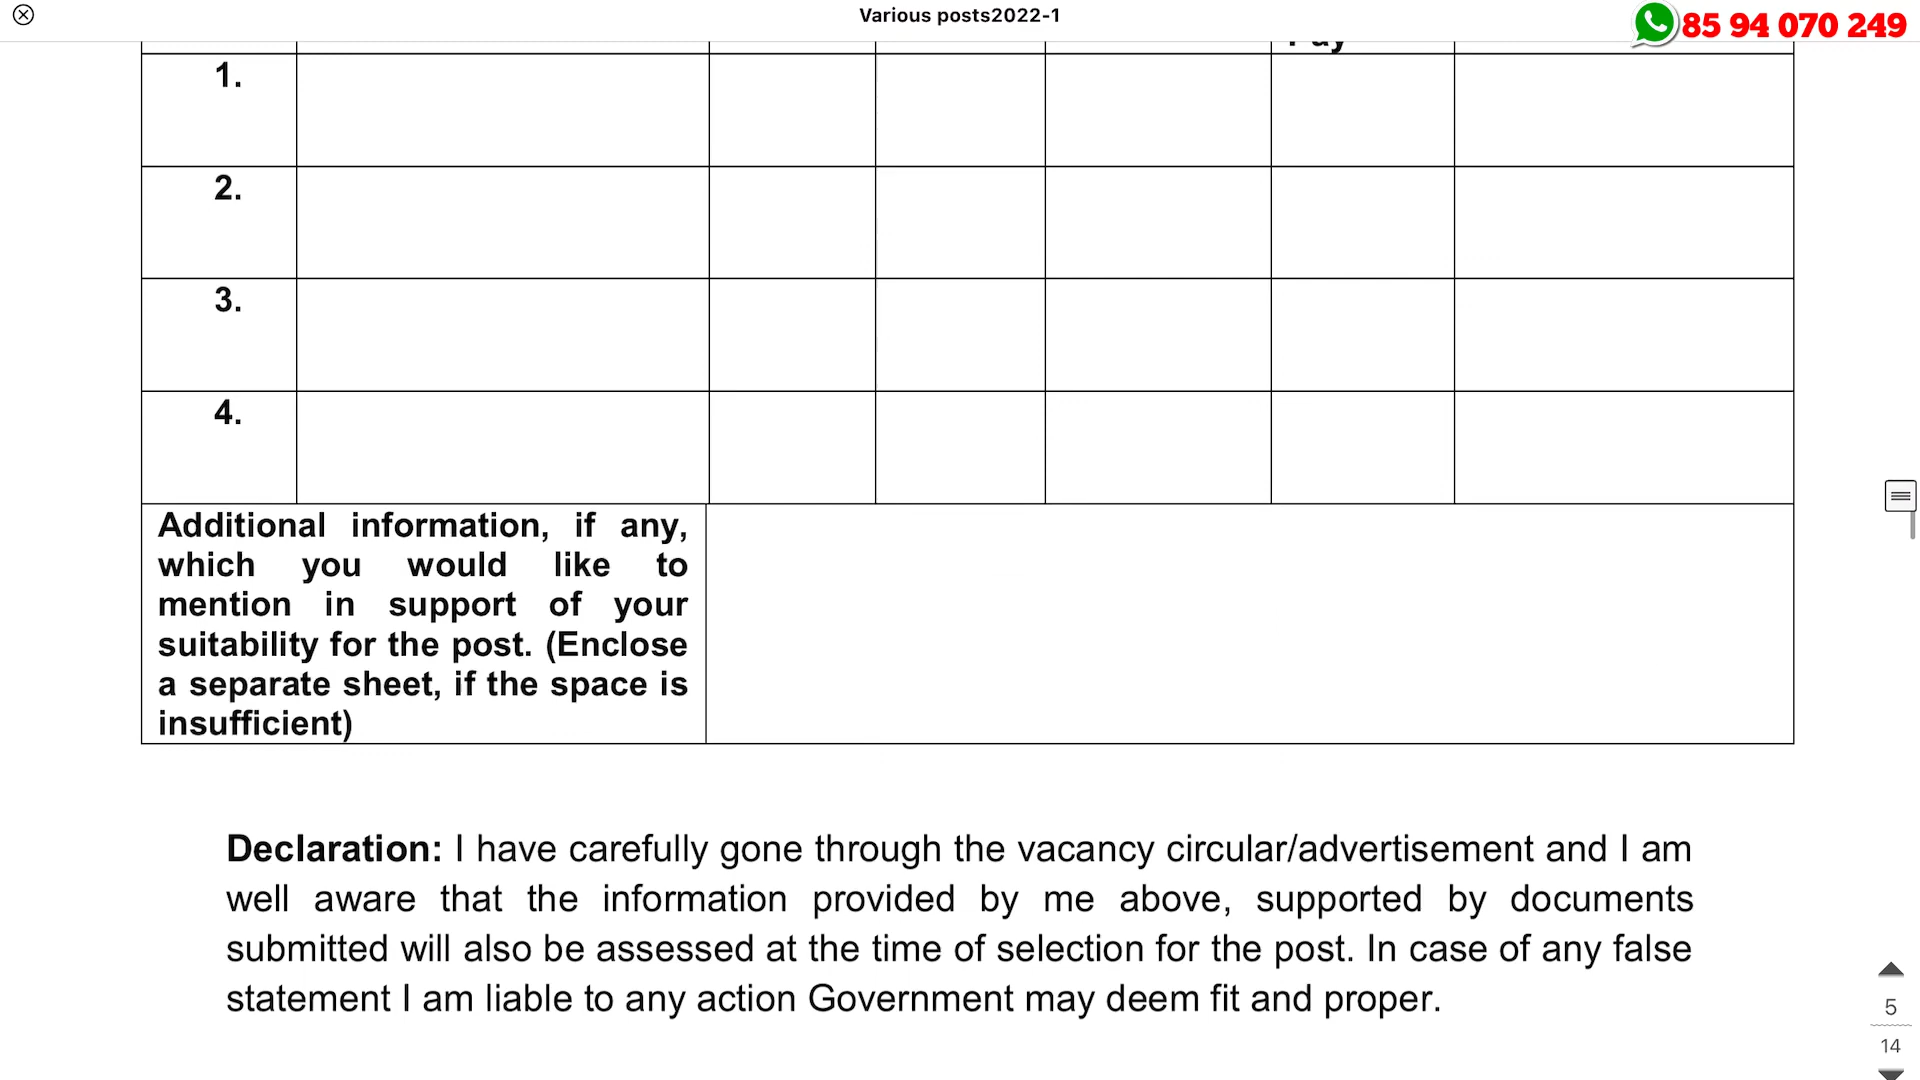 Various posts2022-1
85 94 070 249
Pay
1.
2.
3.
4.
Additional information, if any,
which you would like to
mention in support of your
suitability for the post. (Enclose
a separate sheet, if the space is
insufficient)
Declaration: I have carefully gone through the vacancy circular/advertisement and I am
well aware that the information provided by me above, supported by documents
submitted will also be assessed at the time of selection for the post. In case of any false
statement I am liable to any action Government may deem fit and proper.
5
14